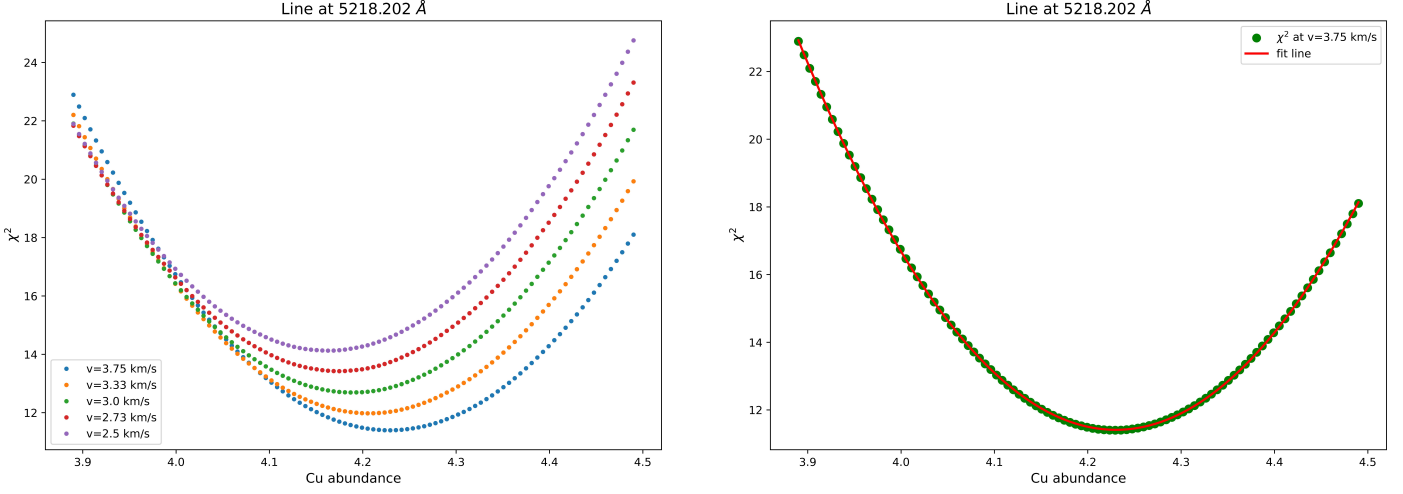 Line at 5218.202 Å
χ²
24
22
20
18
16
14
12
v=3.75 km/s
v=3.33 km/s
v=3.0 km/s
v=2.73 km/s
v=2.5 km/s
3.9 4.0 4.1 4.2 4.3 4.4 4.5
Cu abundance
Line at 5218.202 Å
χ² at v=3.75 km/s
fit line
χ²
22
20
18
16
14
12
3.9 4.0 4.1 4.2 4.3 4.4 4.5
Cu abundance